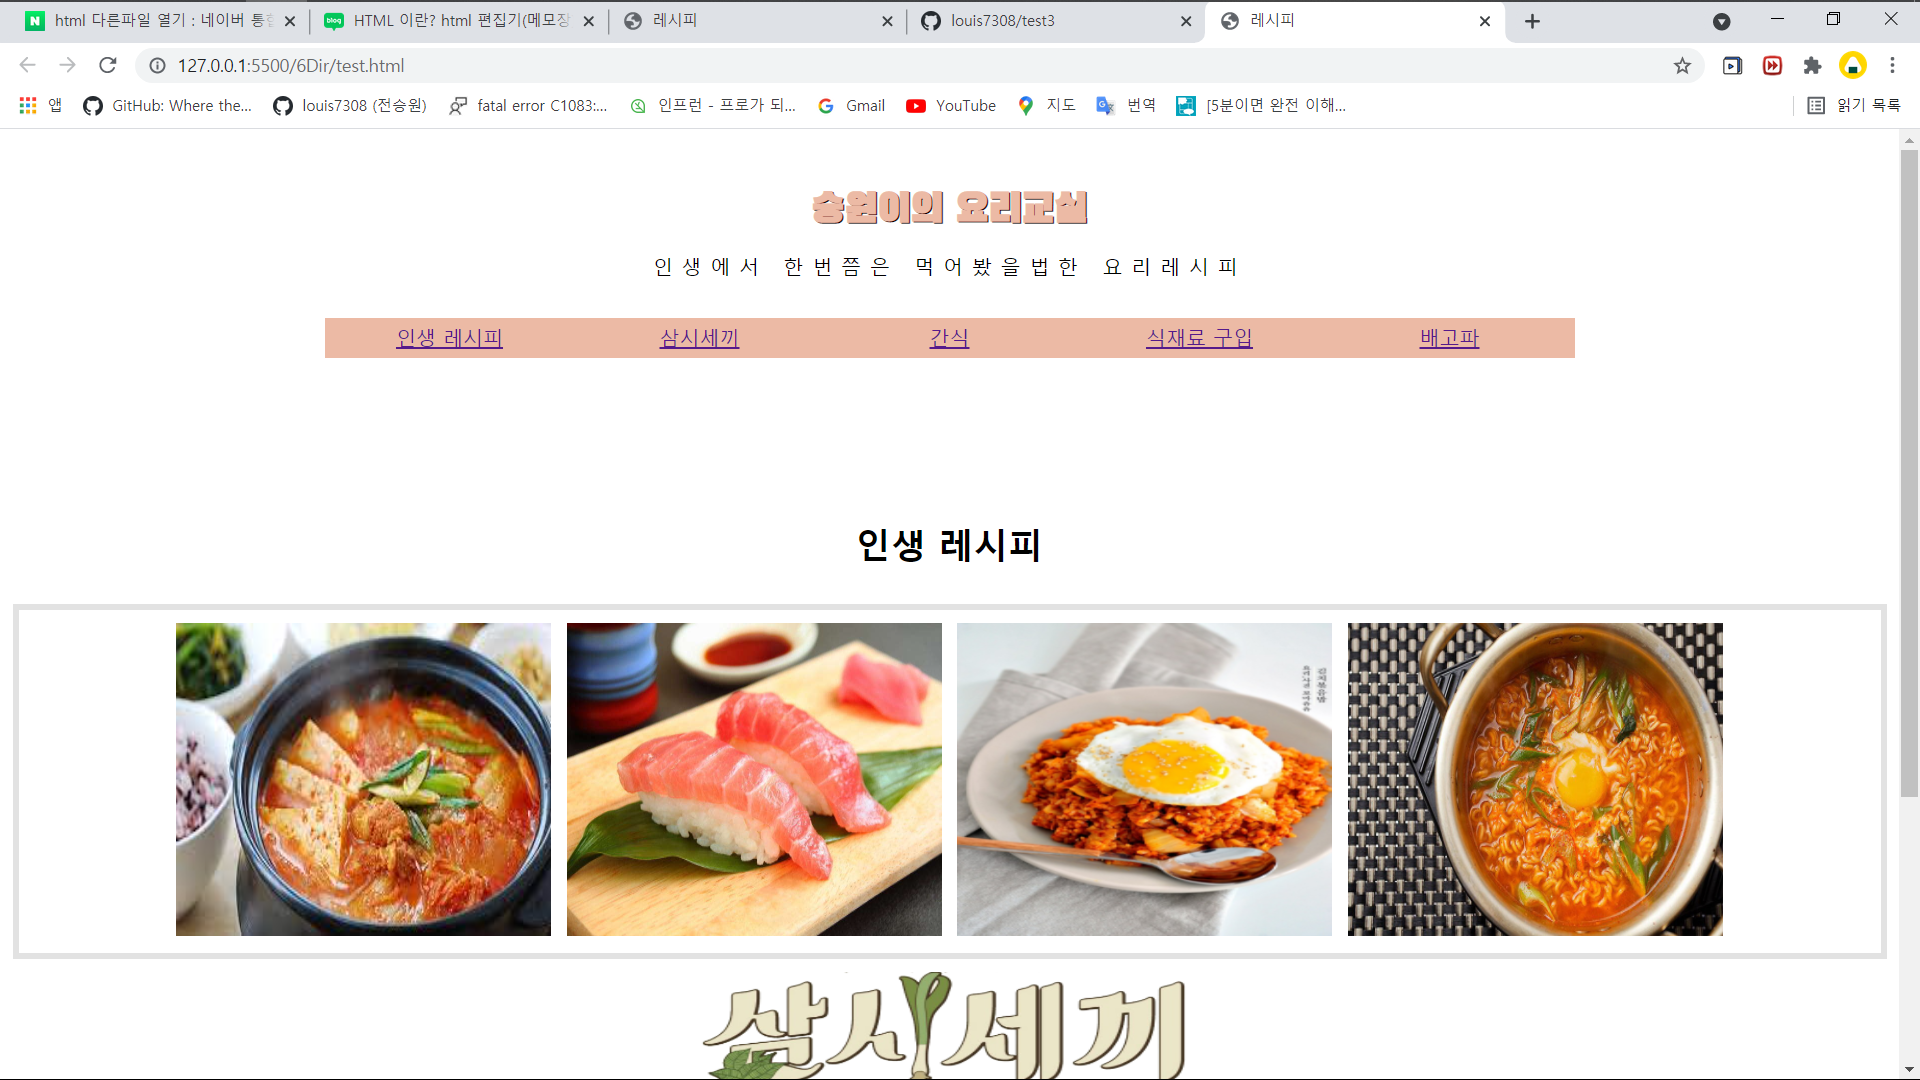 html 다른파일 열기 : 네이버 통합
HTML 이란? html 편집기(메모장
레시피
louis7308/test3
레시피
127.0.0.1:5500/6Dir/test.html
앱
GitHub: Where the...
louis7308 (전승원)
fatal error C1083:...
인프런 - 프로가 되...
Gmail
YouTube
지도
번역
[5분이면 완전 이해...
읽기 목록
승원이의 요리교실
인생에서 한번쯤은 먹어봤을법한 요리레시피
인생 레시피
삼시세끼
간식
식재료 구입
배고파
인생 레시피
삼시세끼